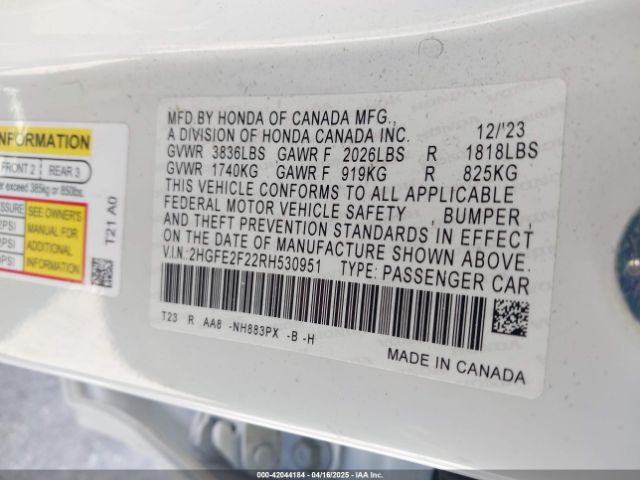 INFORMATION
FRONT 2 REAR 3
exceed 385kg or 850lbs.
SEE OWNER'S
MANUAL FOR
ADDITIONAL
INFORMATION
T21 A0
MFD.BY HONDA OF CANADA MFG.,
A DIVISION OF HONDA CANADA INC. 12/'23
GVWR 3836LBS GAWR F 2026LBS R 1818LBS
GVWR 1740KG GAWR F 919KG R 825KG
THIS VEHICLE CONFORMS TO ALL APPLICABLE
FEDERAL MOTOR VEHICLE SAFETY , BUMPER ,
AND THEFT PREVENTION STANDARDS IN EFFECT
ON THE DATE OF MANUFACTURE SHOWN ABOVE.
V.I.N.:2HGFE2F22RH530951 TYPE: PASSENGER CAR
T23 R AA8 -NH883PX -B -H
MADE IN CANADA
000-42044184 - 04/16/2025 - IAA Inc.